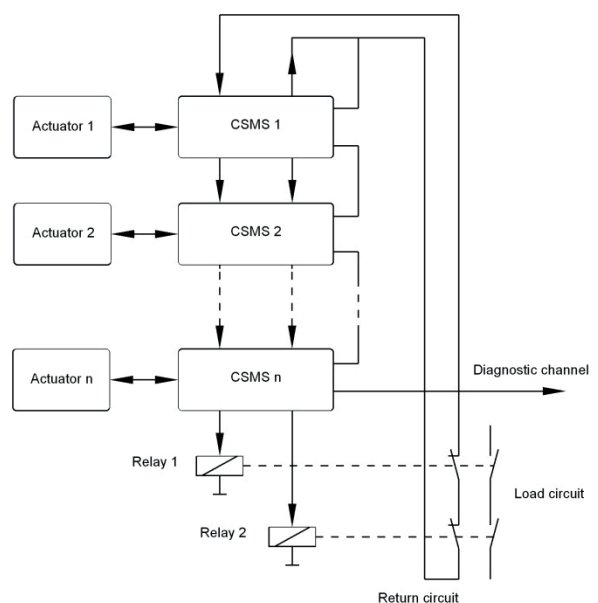 Actuator 1
CSMS 1
Actuator 2
CSMS 2
Actuator n
CSMS n
Diagnostic channel
Relay 1
Load circuit
Relay 2
Return circuit